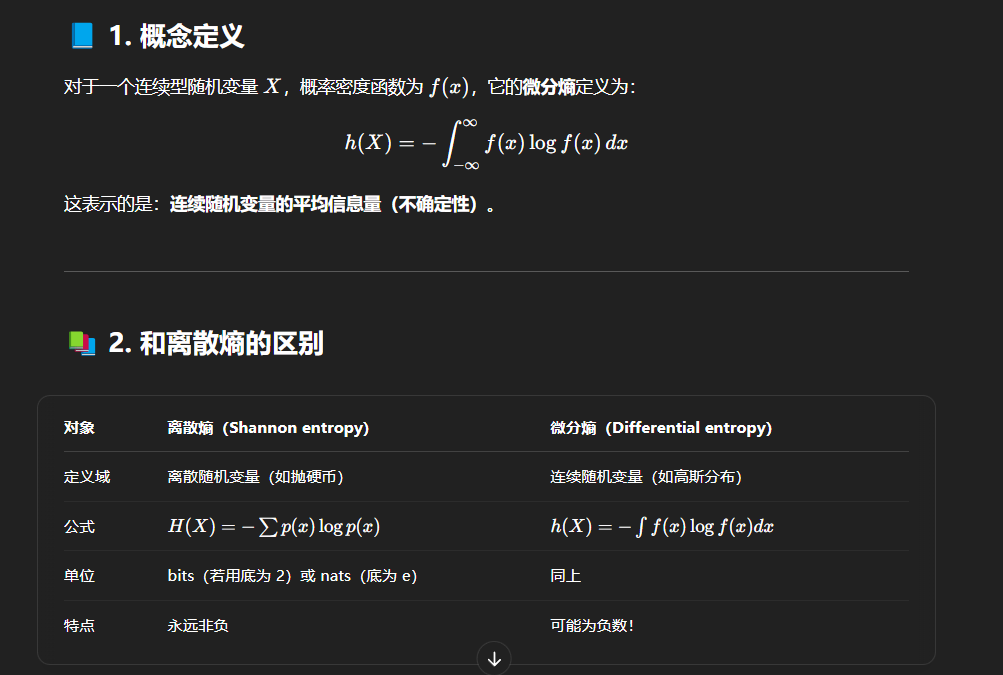 📘 1. 概念定义
对于一个连续型随机变量 X，概率密度函数为 f(x)，它的微分熵定义为：
h(X) = −∫_{−∞}^{∞} f(x) log f(x) dx
这表示的是：连续随机变量的平均信息量（不确定性）。
📚 2. 和离散熵的区别
对象 离散熵（Shannon entropy） 微分熵（Differential entropy）
定义域 离散随机变量（如抛硬币） 连续随机变量（如高斯分布）
公式 H(X) = −∑ p(x) log p(x) h(X) = −∫ f(x) log f(x)dx
单位 bits（若用底为 2）或 nats（底为 e） 同上
特点 永远非负 可能为负数！